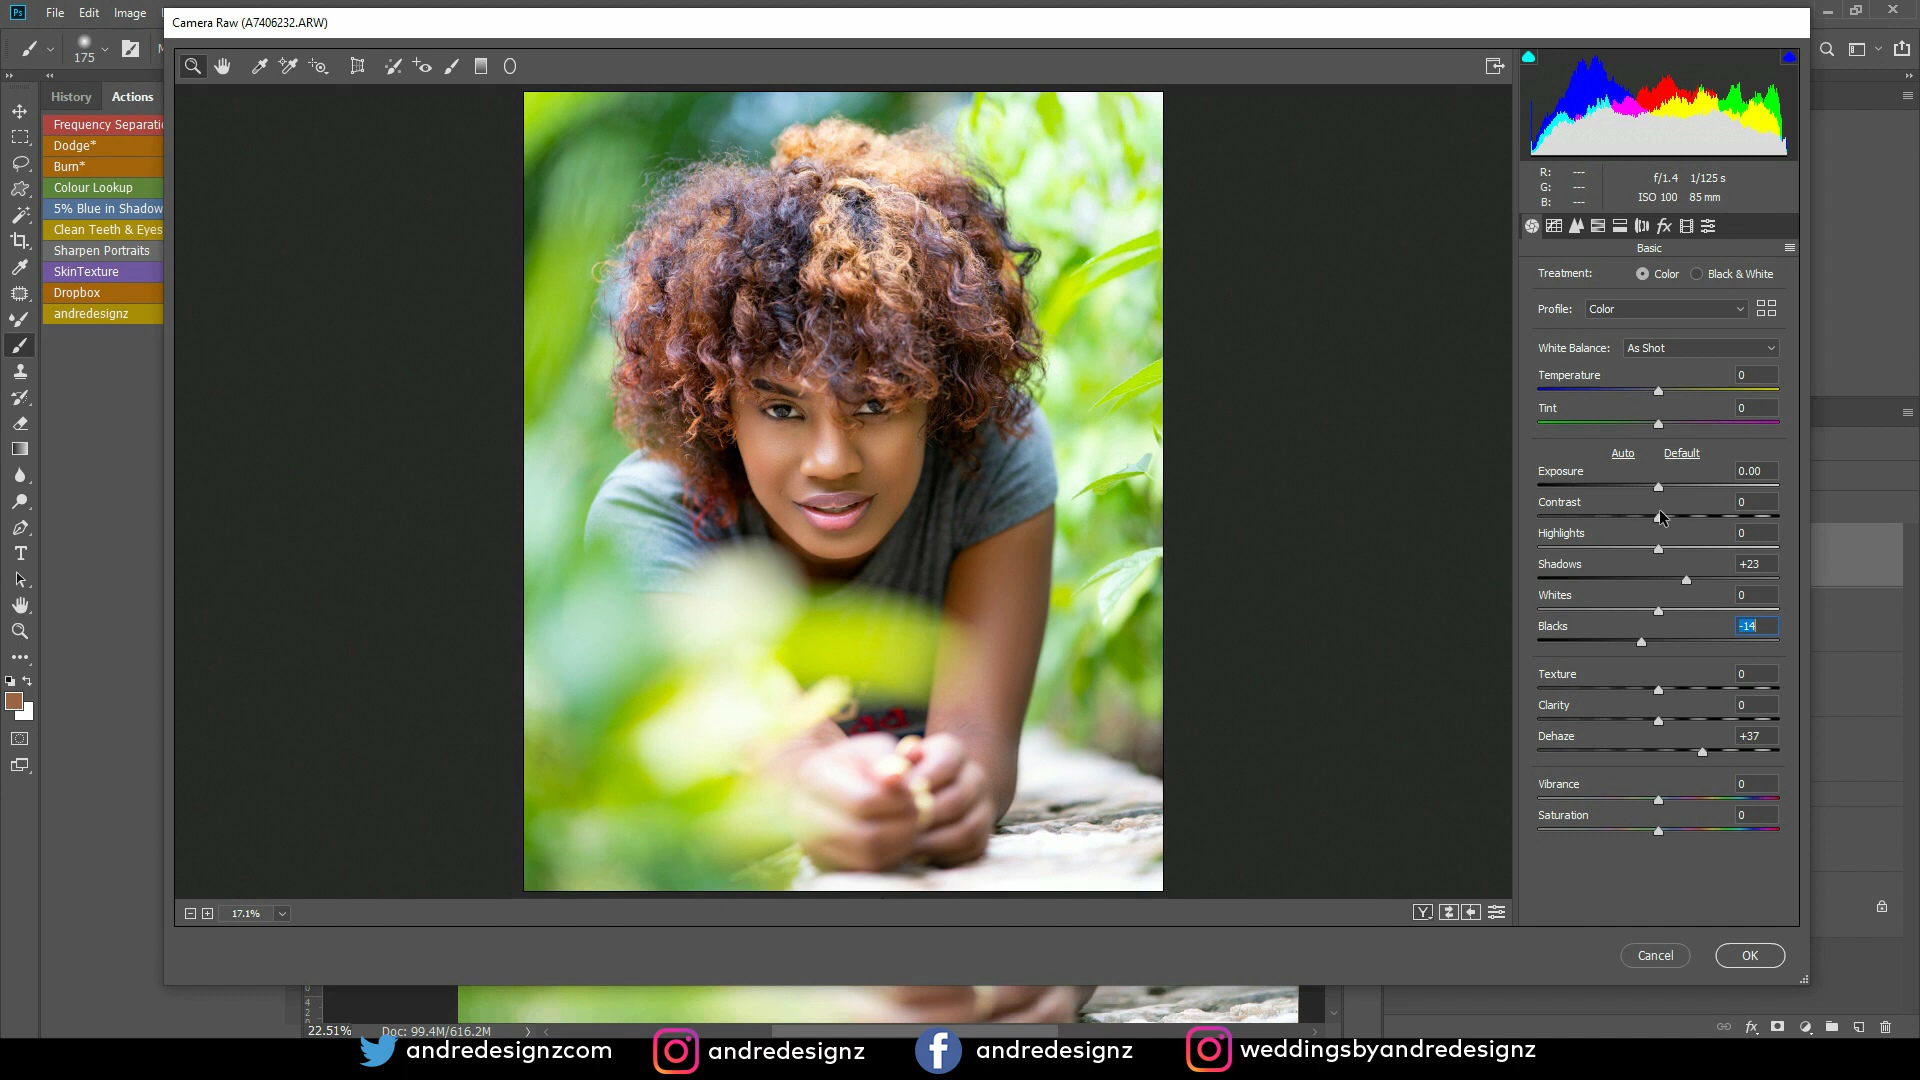 Ps File Edit Image
Camera Raw (A7406232.ARW)
175
History Actions
Frequency Separatio
Dodge*
Burn*
Colour Lookup
5% Blue in Shadow
Clean Teeth & Eyes
Sharpen Portraits
SkinTexture
Dropbox
andredesignz
R: ---
G: ---
B: ---
f/1.4 1/125 s
ISO 100 85 mm
Basic
Treatment: Color Black & White
Profile: Color
White Balance: As Shot
Temperature 0
Tint 0
Auto Default
Exposure 0.00
Contrast 0
Highlights 0
Shadows +23
Whites 0
Blacks -14
Texture 0
Clarity 0
Dehaze +37
Vibrance 0
Saturation 0
17.1%
Y
Cancel OK
22.51% Doc: 99.4M/616.2M
andredesignzcom andredesignz andredesignz weddingsbyandredesignz